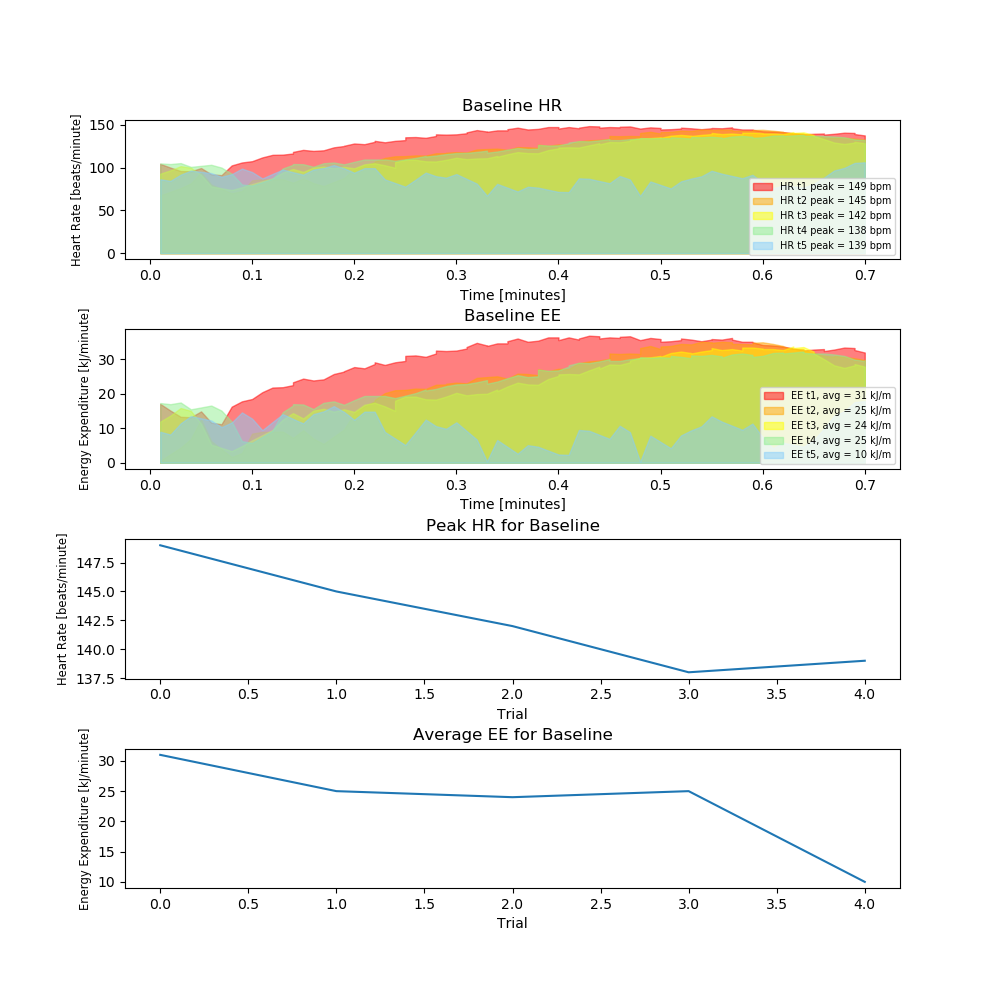 Baseline HR
Heart Rate [beats/minute]
150
100
50
0
HR t1 peak = 149 bpm
HR t2 peak = 145 bpm
HR t3 peak = 142 bpm
HR t4 peak = 138 bpm
HR t5 peak = 139 bpm
0.0 0.1 0.2 0.3 0.4 0.5 0.6 0.7
Time [minutes]
Baseline EE
Energy Expenditure [kJ/minute]
30
20
10
0
EE t1, avg = 31 kJ/m
EE t2, avg = 25 kJ/m
EE t3, avg = 24 kJ/m
EE t4, avg = 25 kJ/m
EE t5, avg = 10 kJ/m
0.0 0.1 0.2 0.3 0.4 0.5 0.6 0.7
Time [minutes]
Peak HR for Baseline
Heart Rate [beats/minute]
147.5
145.0
142.5
140.0
137.5
0.0 0.5 1.0 1.5 2.0 2.5 3.0 3.5 4.0
Trial
Average EE for Baseline
Energy Expenditure [kJ/minute]
30
25
20
15
10
0.0 0.5 1.0 1.5 2.0 2.5 3.0 3.5 4.0
Trial